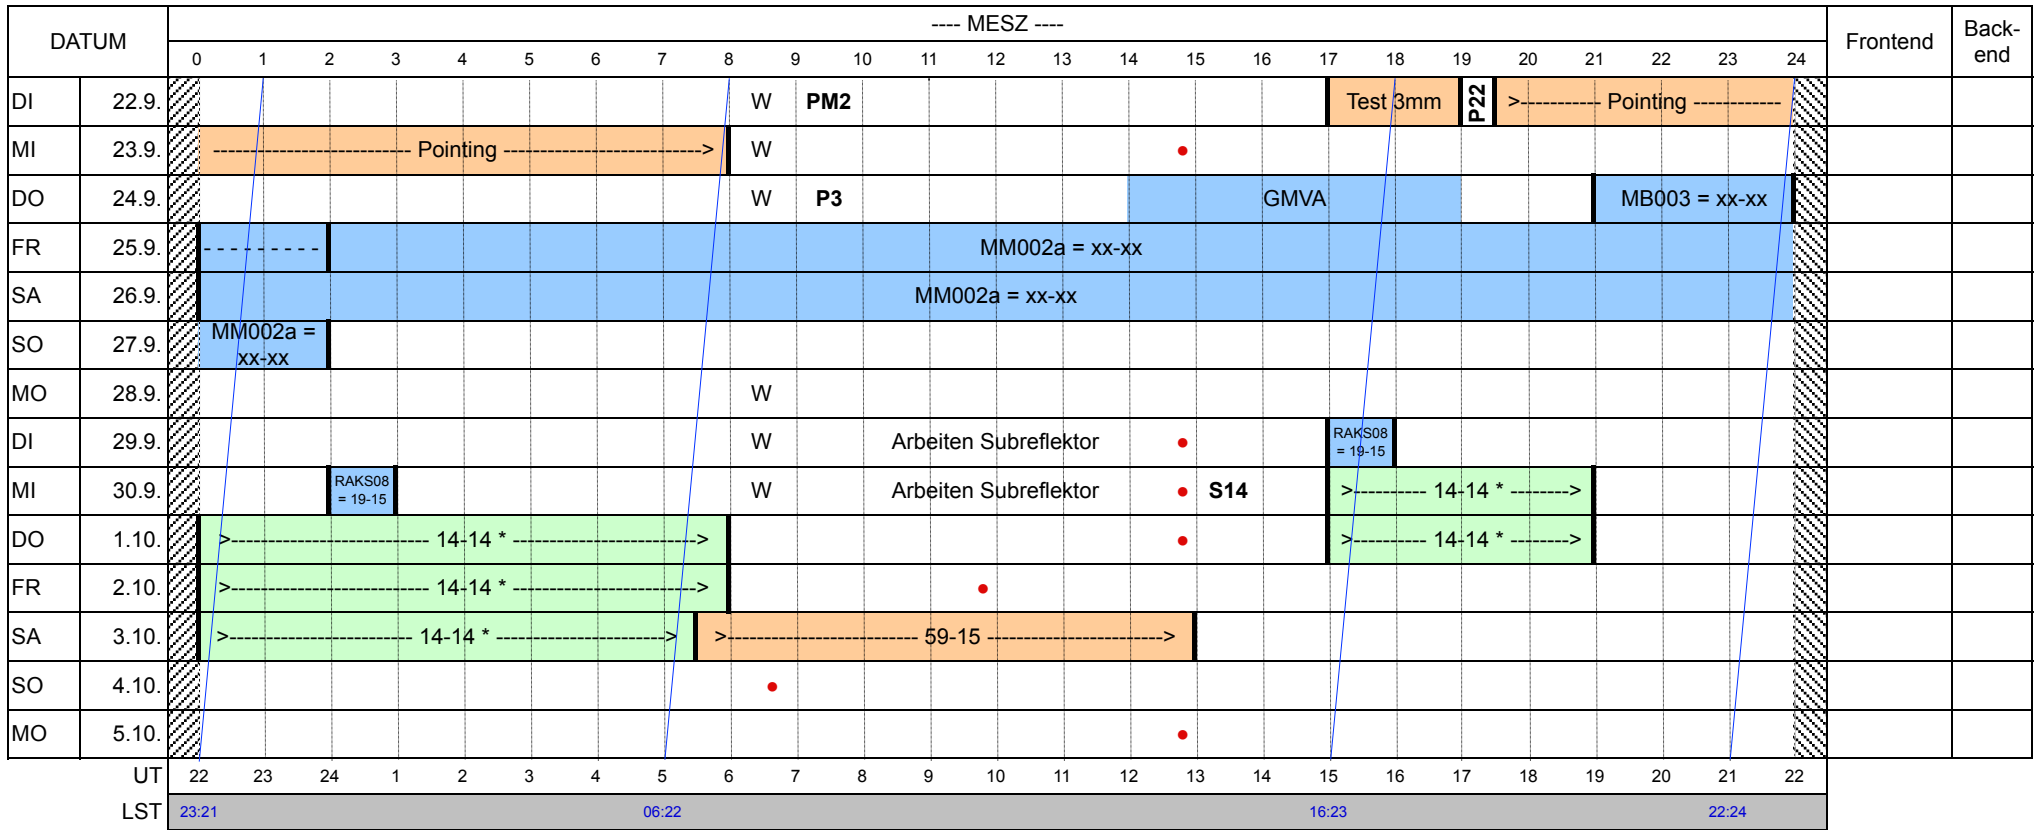 DATUM ---- MESZ ---- Frontend Back-
end
0 1 2 3 4 5 6 7 8 9 10 11 12 13 14 15 16 17 18 19 20 21 22 23 24
DI 22.9. W PM2 Test 3mm P22 >----------- Pointing ------------
MI 23.9. --------------------------- Pointing --------------------------->  W
DO 24.9. W P3 GMVA MB003 = xx-xx
FR 25.9. - - - - - - - - - MM002a = xx-xx
SA 26.9. MM002a = xx-xx
SO 27.9. MM002a =
xx-xx
MO 28.9. W
DI 29.9. W Arbeiten Subreflektor • RAKS08
= 19-15
MI 30.9. RAKS08
= 19-15
W Arbeiten Subreflektor • S14 >---------- 14-14 * -------->
DO 1.10. >--------------------------- 14-14 * -------------------------> • >---------- 14-14 * -------->
FR 2.10. >--------------------------- 14-14 * -------------------------> •
SA 3.10. >------------------------- 14-14 * -----------------------> >------------------------- 59-15 ------------------------>
SO 4.10. •
MO 5.10. •
UT 22 23 24 1 2 3 4 5 6 7 8 9 10 11 12 13 14 15 16 17 18 19 20 21 22
LST 23:21 06:22 16:23 22:24